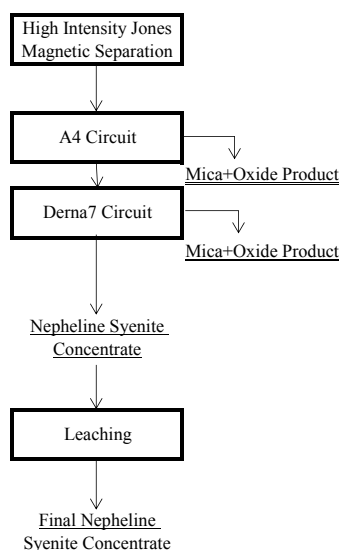 High Intensity Jones
Magnetic Separation
A4 Circuit
Mica+Oxide Product
Derna7 Circuit
Mica+Oxide Product
Nepheline Syenite
Concentrate
Leaching
Final Nepheline
Syenite Concentrate